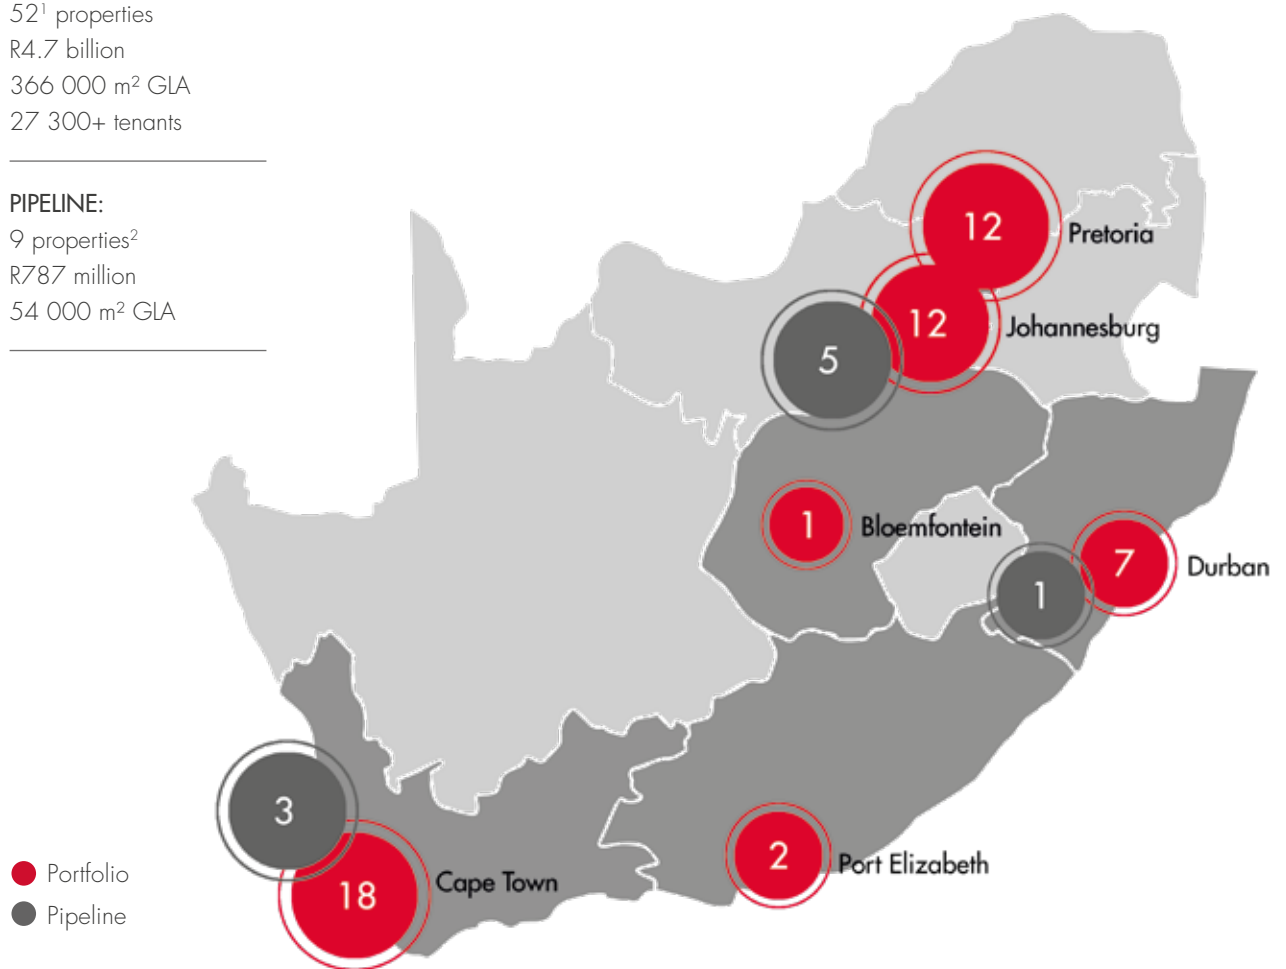 52¹ properties
R4.7 billion
366 000 m² GLA
27 300+ tenants
PIPELINE:
9 properties²
R787 million
54 000 m² GLA
12
Pretoria
12
Johannesburg
5
1
Bloemfontein
7
Durban
1
3
18
Cape Town
2
Port Elizabeth
Portfolio
Pipeline